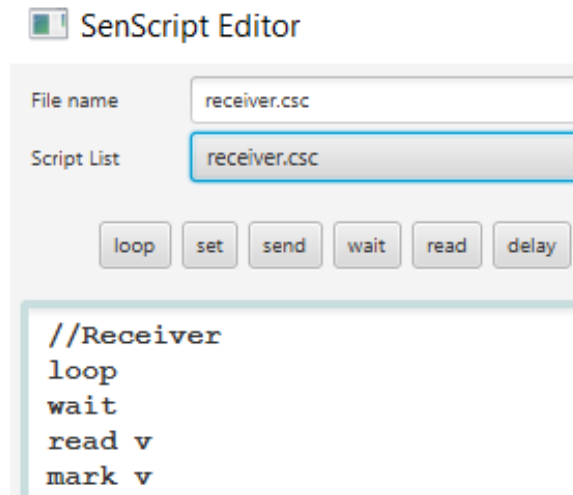 SenScript Editor
File name receiver.csc
Script List receiver.csc
loop set send wait read delay
//Receiver
loop
wait
read v
mark v